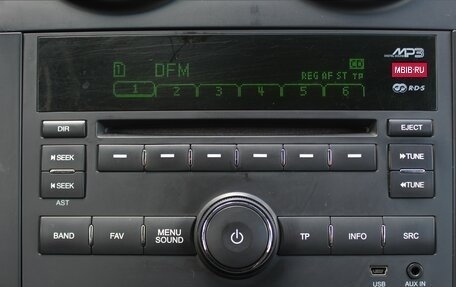 MP3
CD
1 DFM
REG AF ST TP
MBIB·RU
1 2 3 4 5 6
R·D·S
DIR
EJECT
SEEK
TUNE
SEEK
TUNE
AST
BAND
FAV
MENU
SOUND
TP
INFO
SRC
USB
AUX IN